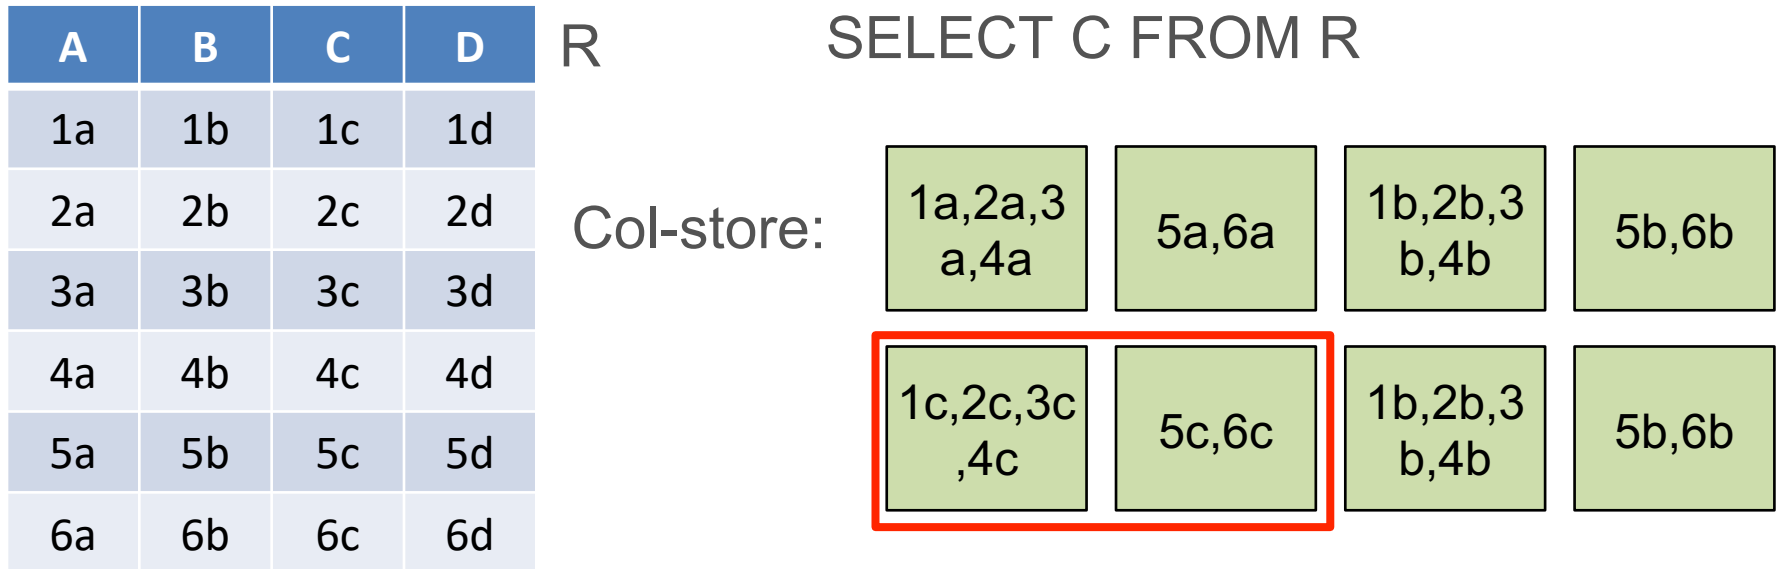 A B C D
1a 1b 1c 1d
2a 2b 2c 2d
3a 3b 3c 3d
4a 4b 4c 4d
5a 5b 5c 5d
6a 6b 6c 6d
R
SELECT C FROM R
Col-store:
1a,2a,3
a,4a
5a,6a
1b,2b,3
b,4b
5b,6b
1c,2c,3c
,4c
5c,6c
1b,2b,3
b,4b
5b,6b